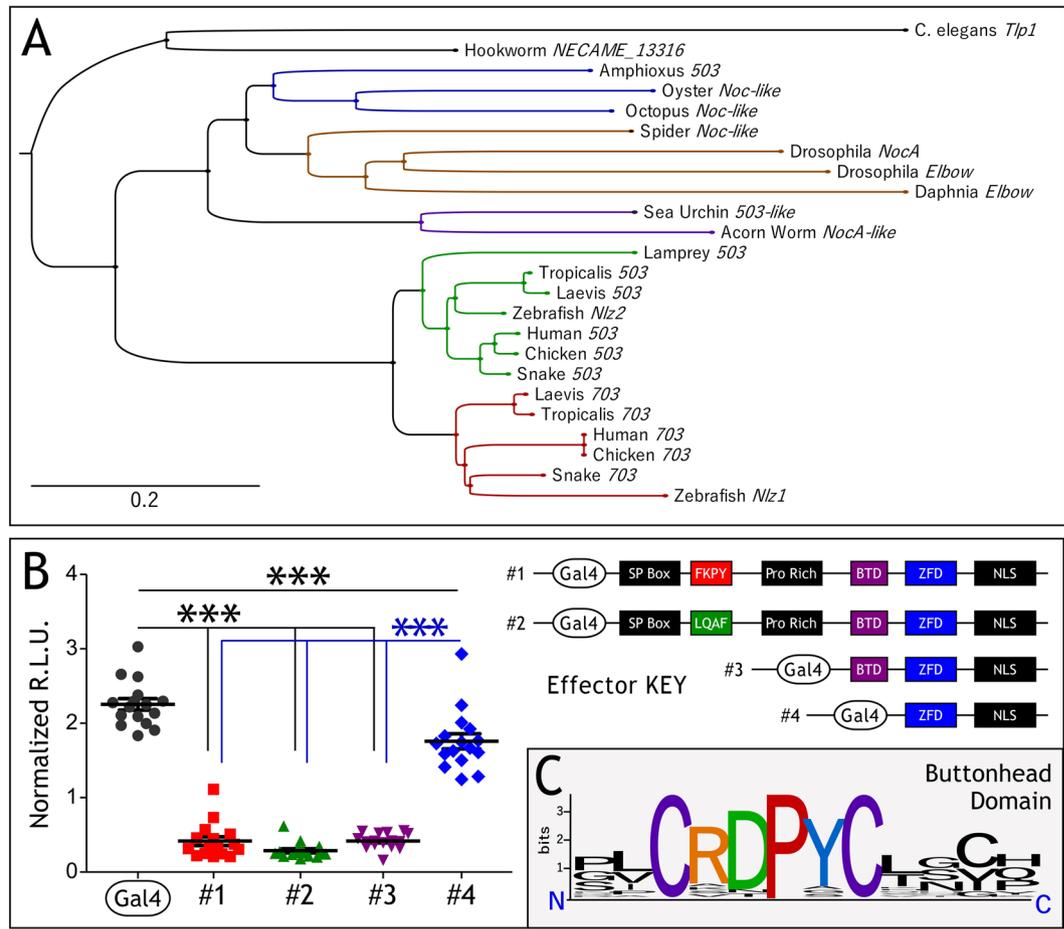 A
C. elegans Tlp1
Hookworm NECAME_13316
Amphioxus 503
Oyster Noc-like
Octopus Noc-like
Spider Noc-like
Drosophila NocA
Drosophila Elbow
Daphnia Elbow
Sea Urchin 503-like
Acorn Worm NocA-like
Lamprey 503
Tropicalis 503
Laevis 503
Zebrafish Nlz2
Human 503
Chicken 503
Snake 503
Laevis 703
Tropicalis 703
Human 703
Chicken 703
Snake 703
Zebrafish Nlz1
0.2
B
Normalized R.L.U.
4
3
2
1
0
***
***
***
Gal4 #1 #2 #3 #4
#1 Gal4 SP Box FKPY Pro Rich BTD ZFD NLS
#2 Gal4 SP Box LQAF Pro Rich BTD ZFD NLS
#3 Gal4 BTD ZFD NLS
#4 Gal4 ZFD NLS
Effector KEY
C
Buttonhead
Domain
bits
3
2
1
CRDPYC
N C